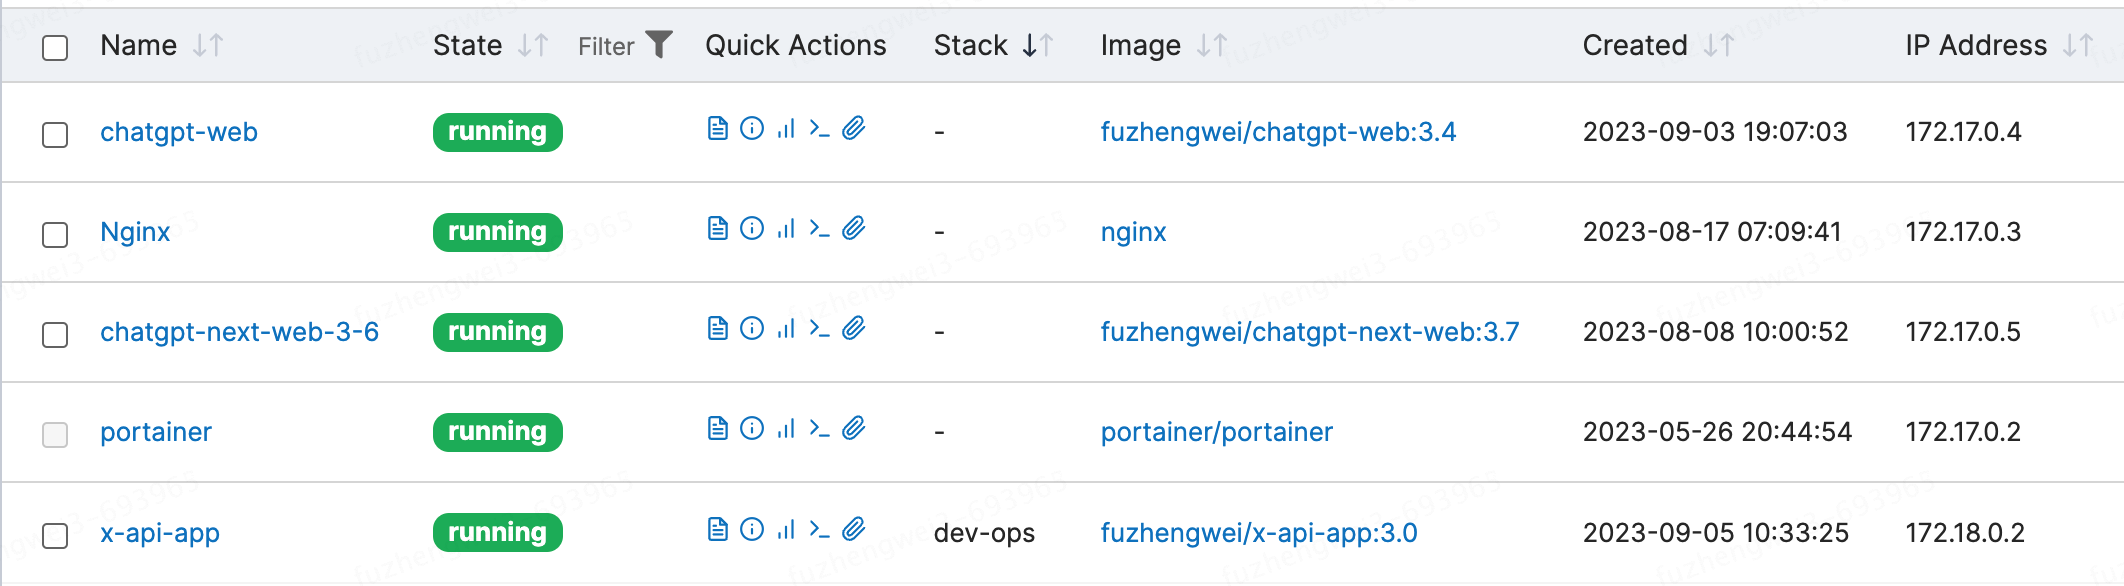 Name State Filter Quick Actions Stack Image Created IP Address
chatgpt-web running - fuzhengwei/chatgpt-web:3.4 2023-09-03 19:07:03 172.17.0.4
Nginx running - nginx 2023-08-17 07:09:41 172.17.0.3
chatgpt-next-web-3-6 running - fuzhengwei/chatgpt-next-web:3.7 2023-08-08 10:00:52 172.17.0.5
portainer running - portainer/portainer 2023-05-26 20:44:54 172.17.0.2
x-api-app running dev-ops fuzhengwei/x-api-app:3.0 2023-09-05 10:33:25 172.18.0.2